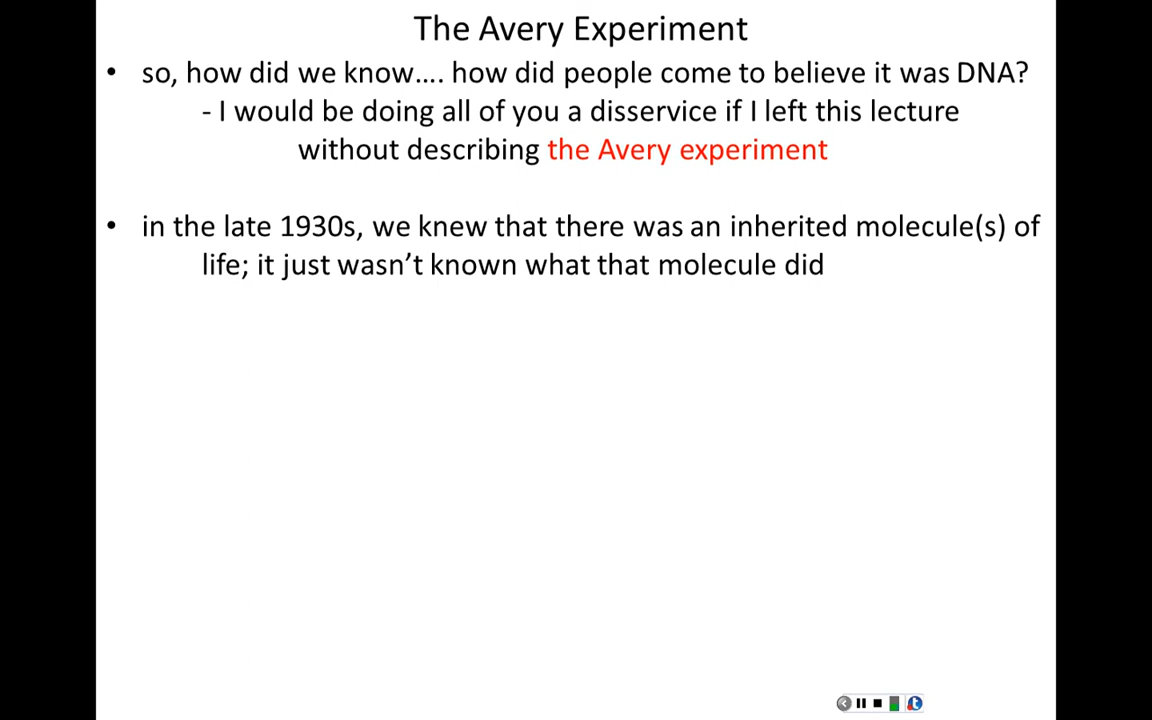 The Avery Experiment
• so, how did we know…. how did people come to believe it was DNA?
- I would be doing all of you a disservice if I left this lecture
without describing the Avery experiment
• in the late 1930s, we knew that there was an inherited molecule(s) of
life; it just wasn’t known what that molecule did